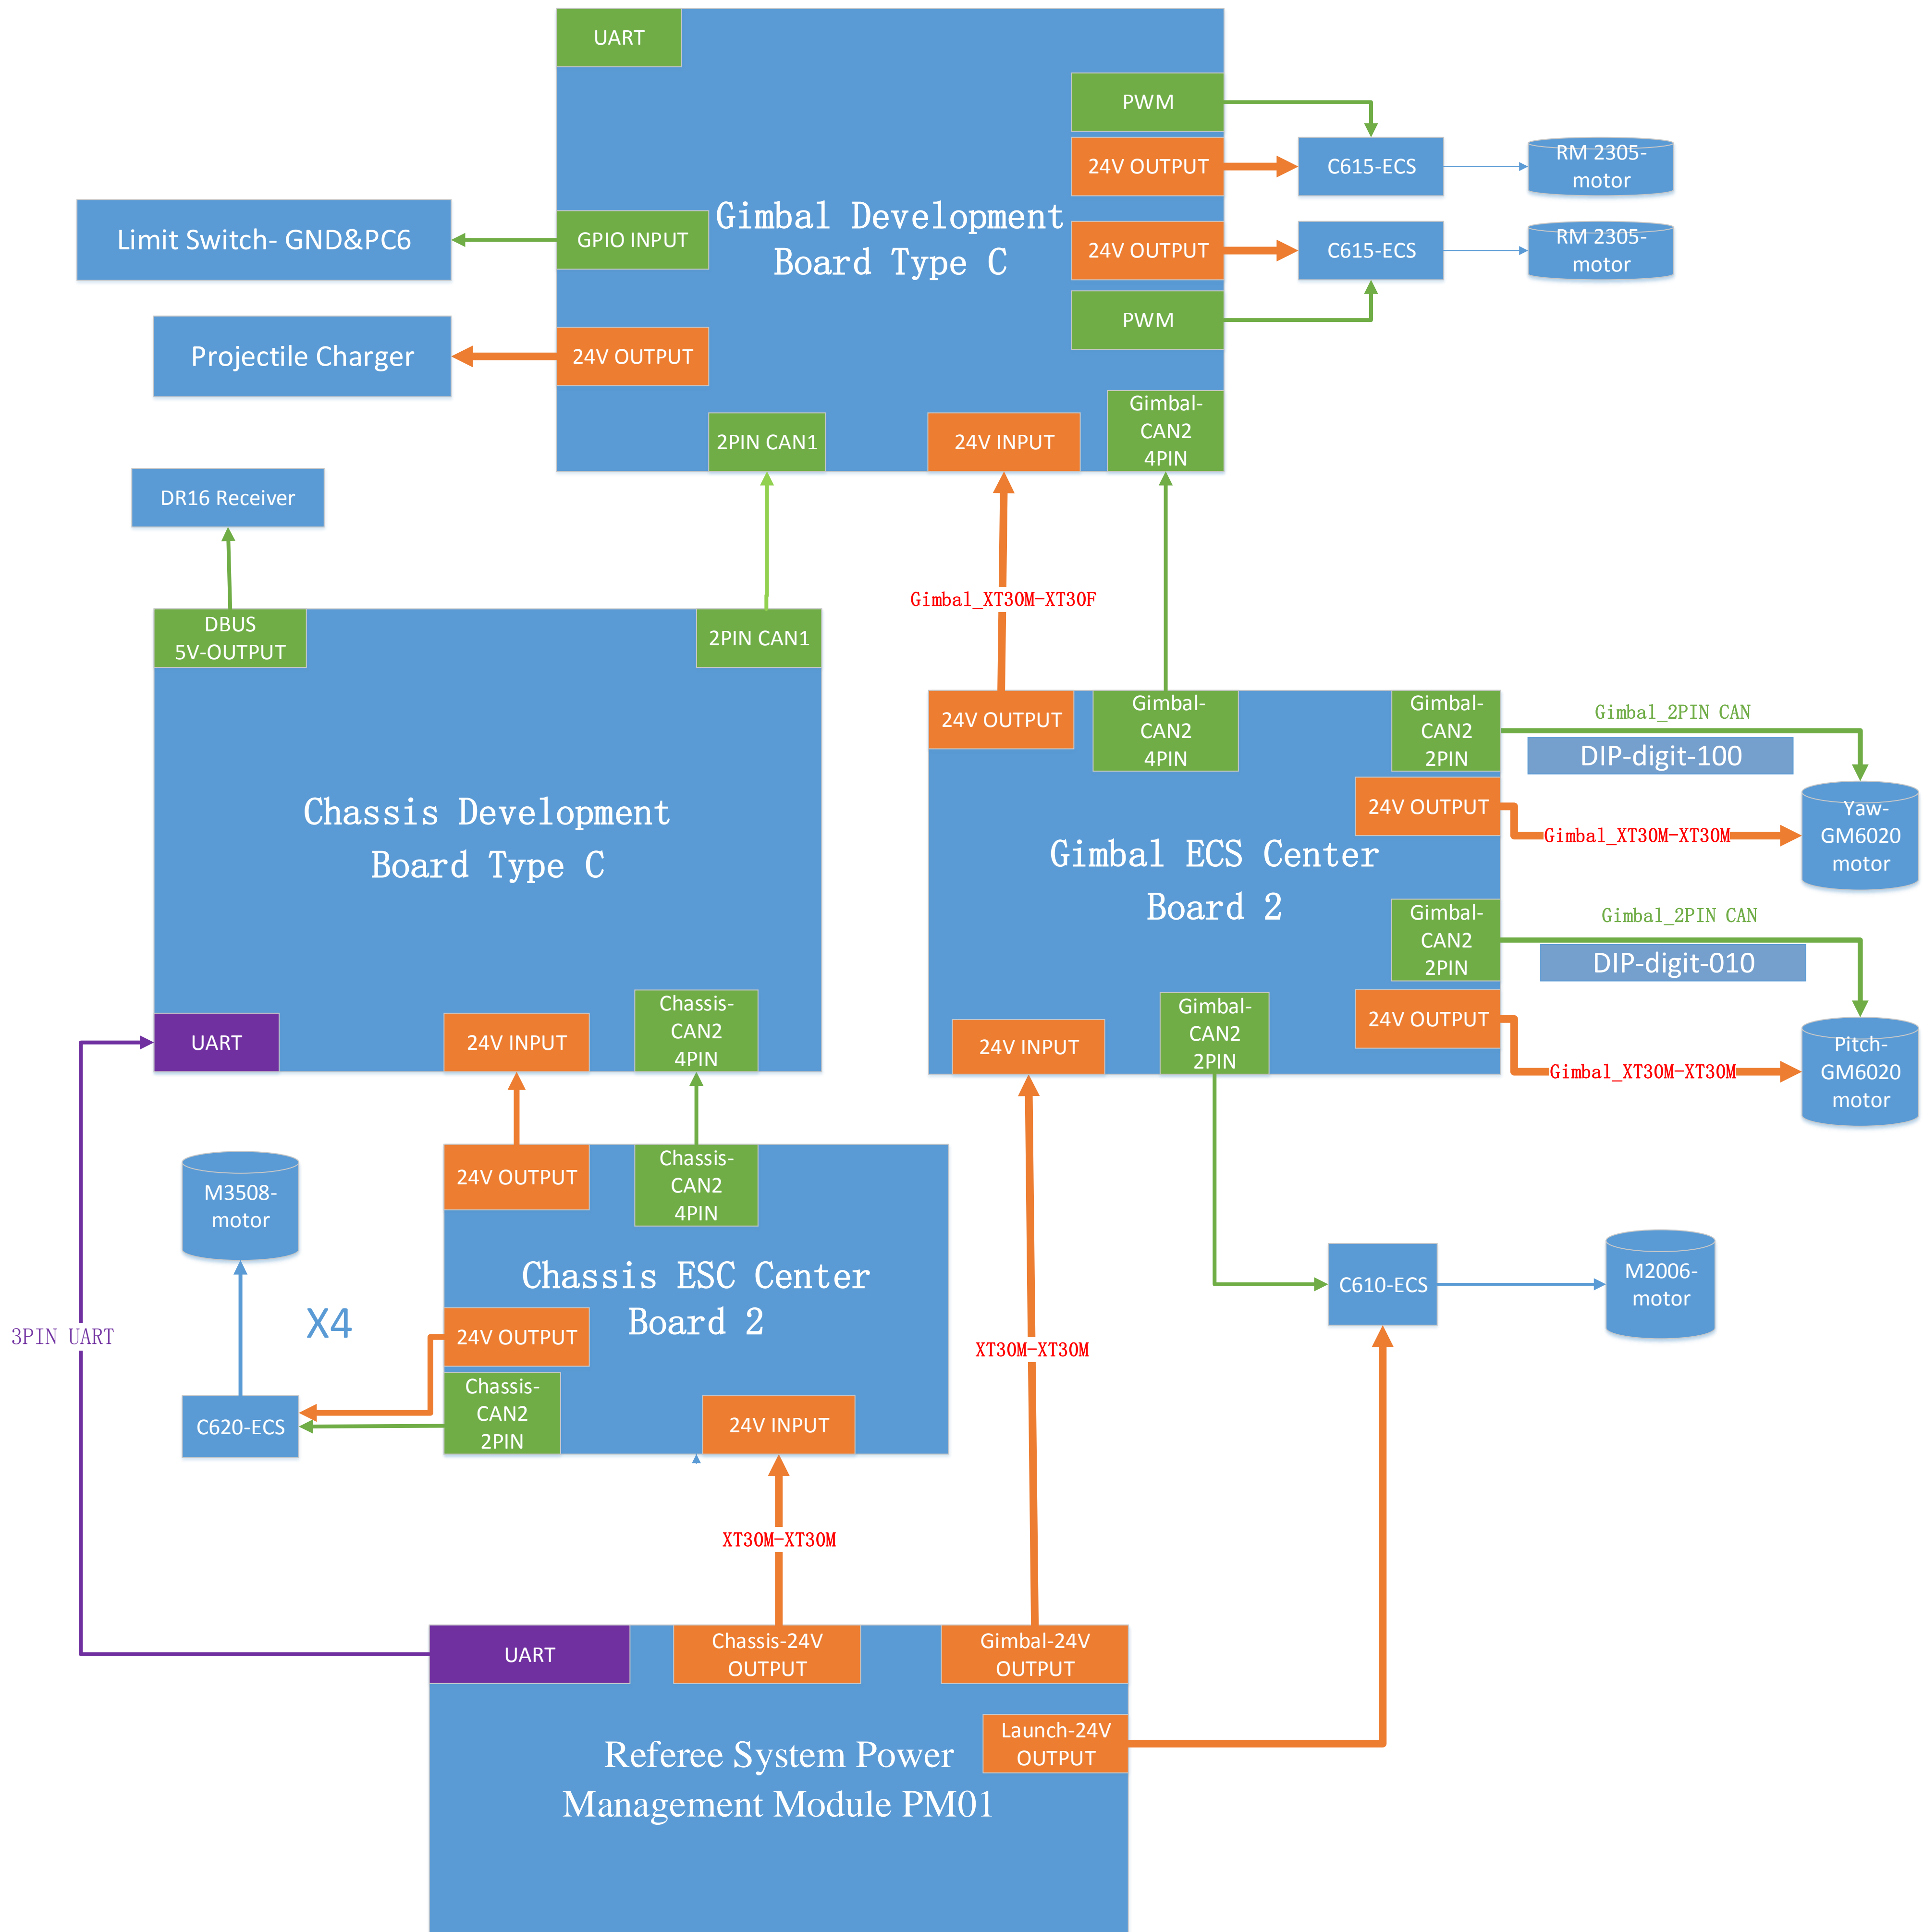 UART
PWM
24V OUTPUT
C615-ECS
RM 2305-
motor
Limit Switch- GND&PC6
GPIO INPUT
Gimbal Development
Board Type C
24V OUTPUT
C615-ECS
RM 2305-
motor
PWM
Projectile Charger
24V OUTPUT
2PIN CAN1
24V INPUT
Gimbal-
CAN2
4PIN
DR16 Receiver
Gimbal_XT30M-XT30F
DBUS
5V-OUTPUT
2PIN CAN1
24V OUTPUT
Gimbal-
CAN2
4PIN
Gimbal-
CAN2
2PIN
Gimbal_2PIN CAN
DIP-digit-100
Chassis Development
Board Type C
24V OUTPUT
Gimbal_XT30M-XT30M
Yaw-
GM6020
motor
Gimbal ECS Center
Board 2
Gimbal-
CAN2
2PIN
Gimbal_2PIN CAN
DIP-digit-010
UART
24V INPUT
Chassis-
CAN2
4PIN
24V INPUT
Gimbal-
CAN2
2PIN
24V OUTPUT
Gimbal_XT30M-XT30M
Pitch-
GM6020
motor
M3508-
motor
24V OUTPUT
Chassis-
CAN2
4PIN
Chassis ESC Center
Board 2
C610-ECS
M2006-
motor
3PIN UART
X4
24V OUTPUT
XT30M-XT30M
C620-ECS
Chassis-
CAN2
2PIN
24V INPUT
XT30M-XT30M
UART
Chassis-24V
OUTPUT
Gimbal-24V
OUTPUT
Launch-24V
OUTPUT
Referee System Power
Management Module PM01